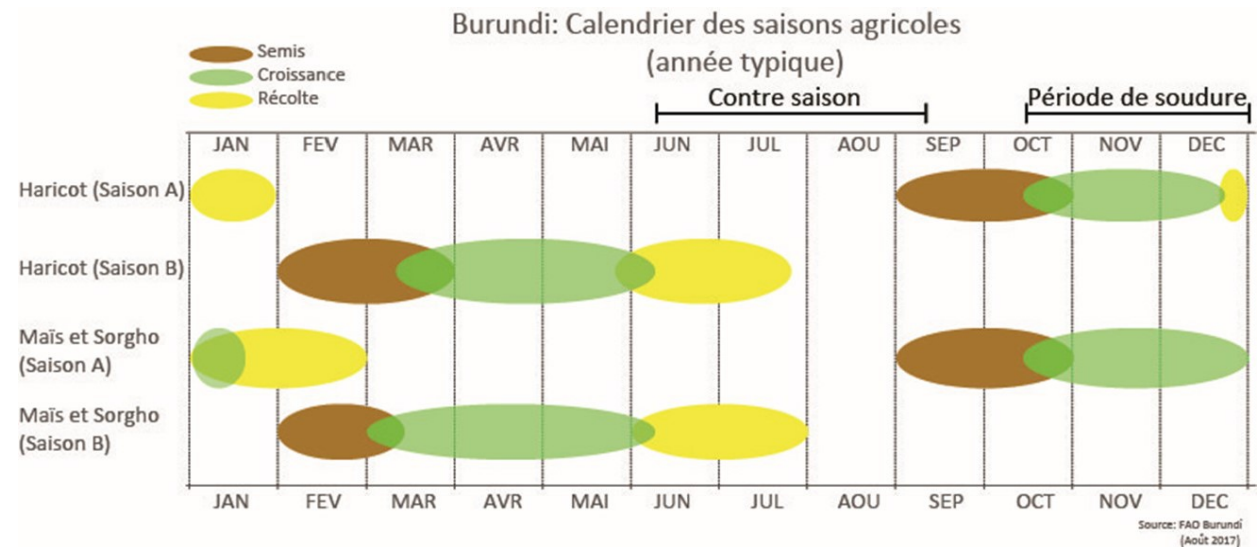 Burundi: Calendrier des saisons agricoles
(année typique)
Semis
Croissance
Récolte
Contre saison
Période de soudure
JAN FEV MAR AVR MAI JUN JUL AOU SEP OCT NOV DEC
Haricot (Saison A)
Haricot (Saison B)
Maïs et Sorgho
(Saison A)
Maïs et Sorgho
(Saison B)
JAN FEV MAR AVR MAI JUN JUL AOU SEP OCT NOV DEC
Source: FAO Burundi
(Août 2017)